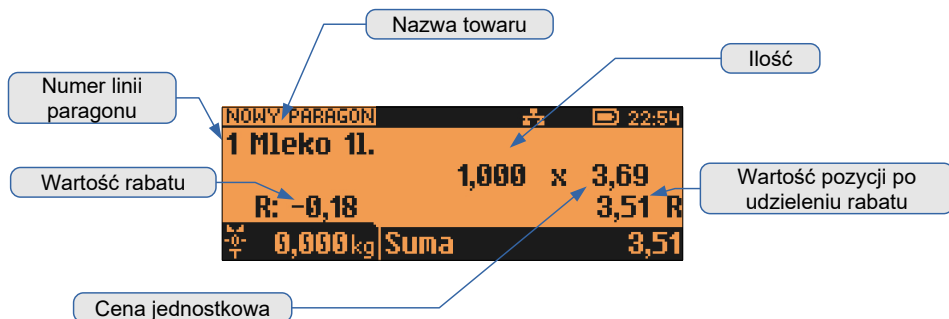 Nazwa towaru
Ilość
Numer linii
paragonu
NOWY PARAGON 22:54
1 Mleko 1l.
1,000 x 3,69
Wartość rabatu
R: -0,18
3,51 R
Wartość pozycji po
udzieleniu rabatu
0,000kg Suma 3,51
Cena jednostkowa